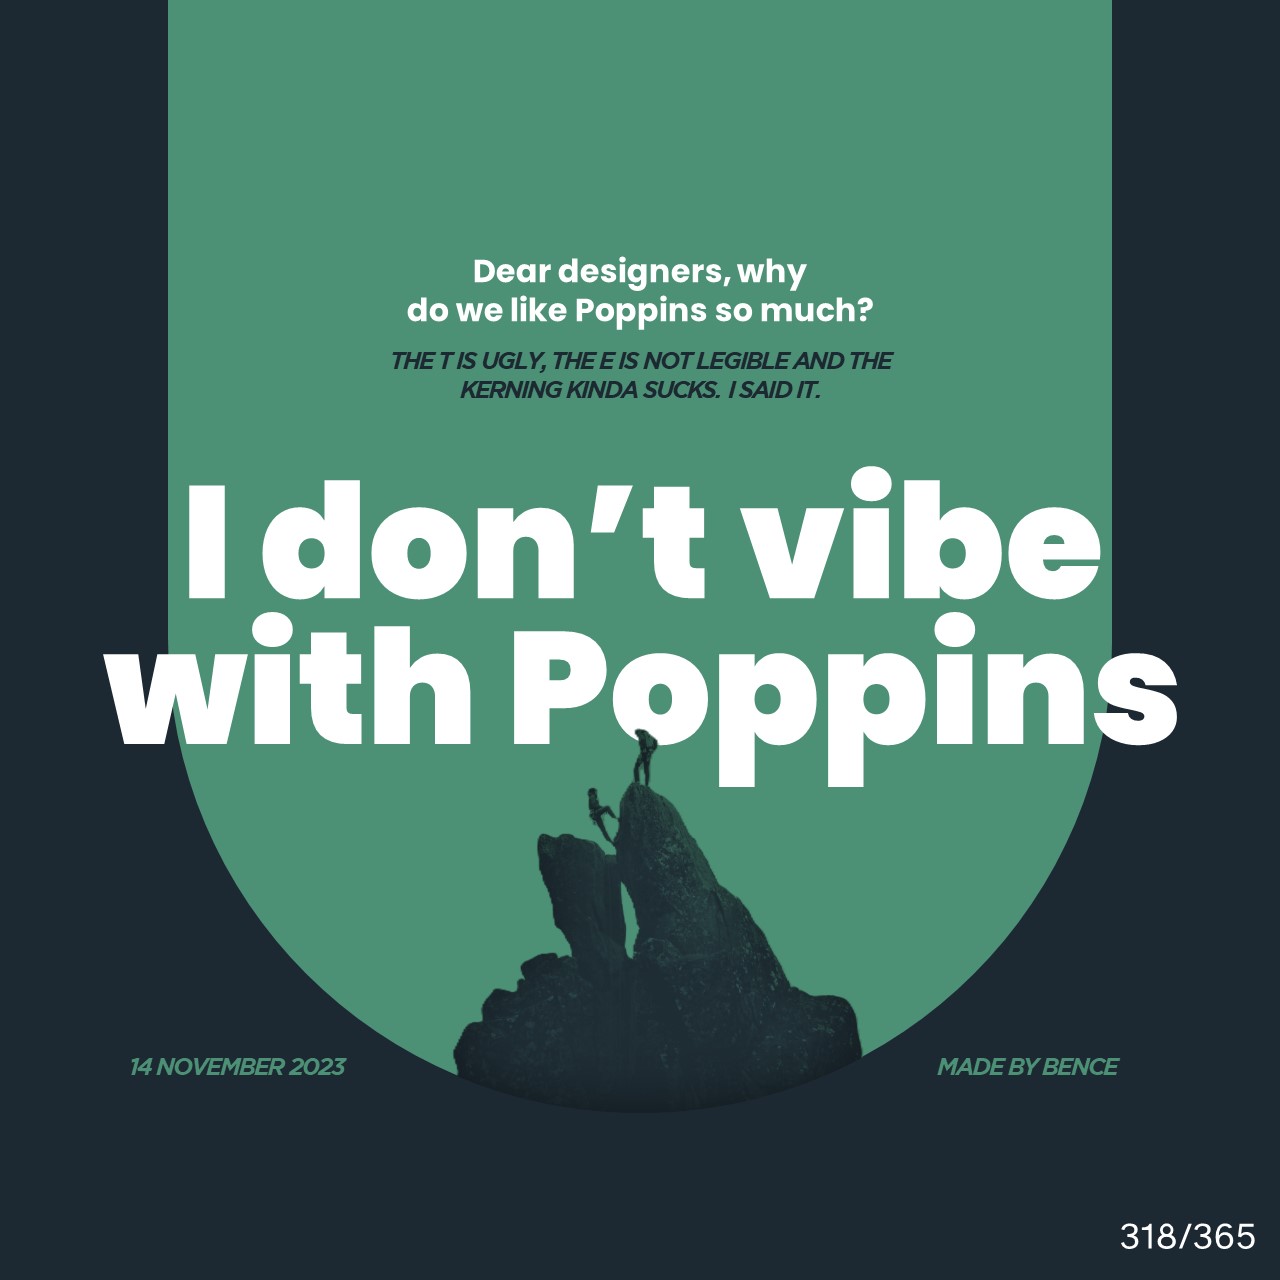 Dear designers, why
do we like Poppins so much?
THE T IS UGLY, THE E IS NOT LEGIBLE AND THE
KERNING KINDA SUCKS. I SAID IT.
I don’t vibe
with Poppins
14 NOVEMBER 2023
MADE BY BENCE
318/365